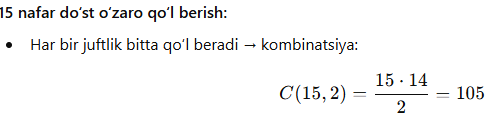 15 nafar do‘st o‘zaro qo‘l berish:
• Har bir juftlik bitta qo‘l beradi → kombinatsiya:
C(15, 2) = \frac{15 · 14}{2} = 105